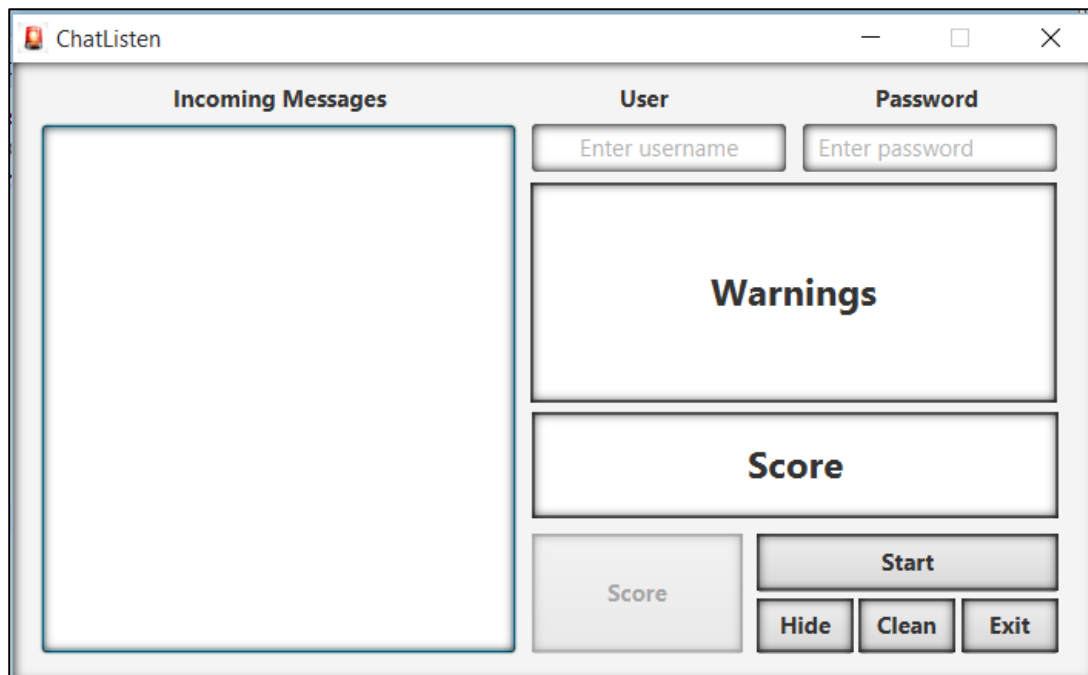 ChatListen
Incoming Messages
User
Password
Enter username
Enter password
Warnings
Score
Score
Start
Hide
Clean
Exit